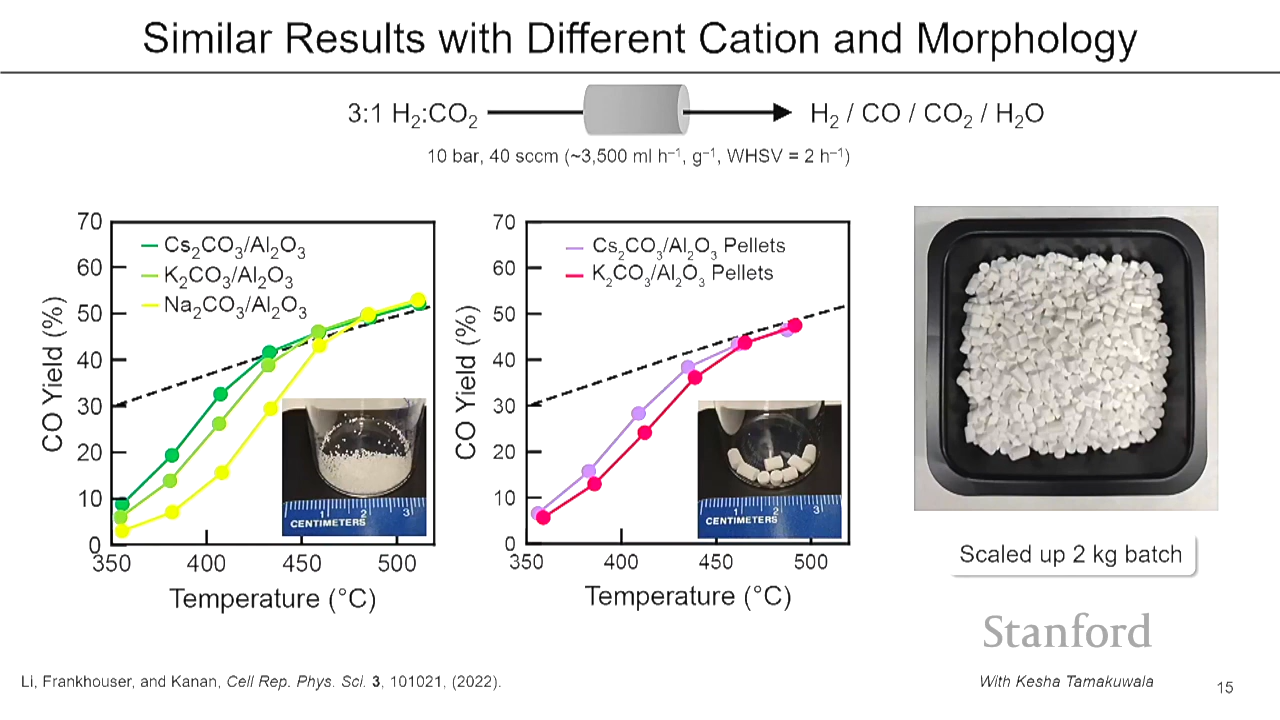 Similar Results with Different Cation and Morphology
3:1 H₂:CO₂
H₂ / CO / CO₂ / H₂O
10 bar, 40 sccm (~3,500 ml h⁻¹, g⁻¹, WHSV = 2 h⁻¹)
CO Yield (%)
70
60
50
40
30
20
10
0
Cs₂CO₃/Al₂O₃
K₂CO₃/Al₂O₃
Na₂CO₃/Al₂O₃
1 2 3
CENTIMETERS
350 400 450 500
Temperature (°C)
CO Yield (%)
70
60
50
40
30
20
10
0
Cs₂CO₃/Al₂O₃ Pellets
K₂CO₃/Al₂O₃ Pellets
1 2 3
CENTIMETERS
350 400 450 500
Temperature (°C)
Scaled up 2 kg batch
Stanford
Li, Frankhouser, and Kanan, Cell Rep. Phys. Sci. 3, 101021, (2022).
With Kesha Tamakuwala
15